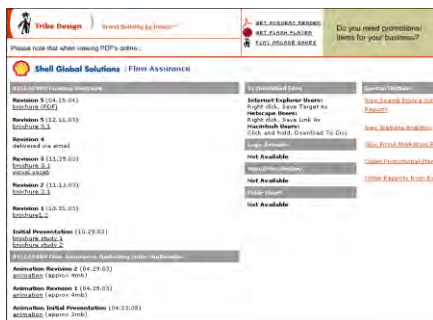 Tribe Design
Brand Building by Design
GET ACROBAT READER
GET FLASH PLAYER
PLAY ARCADE GAMES
Do you need promotional
items for your business?
Please note that when viewing PDF's online...
Shell Global Solutions | Flow Assurance
Revision 5 (04.15.04)
brochure (PDF)
Revision 5 (12.16.03)
brochure 5.1
Revision 4
delivered via email
Revision 3 (11.25.03)
brochure 3.1
visual vocab
Revision 2 (11.13.03)
brochure 2.1
Revision 1 (10.31.03)
brochure1.1
Initial Presentation (10.29.03)
brochure study 1
brochure study 2
Animation Revision 2 (04.29.03)
animation (approx 4mb)
Animation Revision 1 (04.25.03)
animation (approx 4mb)
Animation Initial Presentation (04.23.03)
animation (approx 2mb)
To Download Files
Internet Explorer Users:
Right click, Save Target As
Netscape Users:
Right click, Save Link As
Macintosh Users:
Click and hold, Download To Disc
Not Available
Not Available
Not Available
View Website Analytics